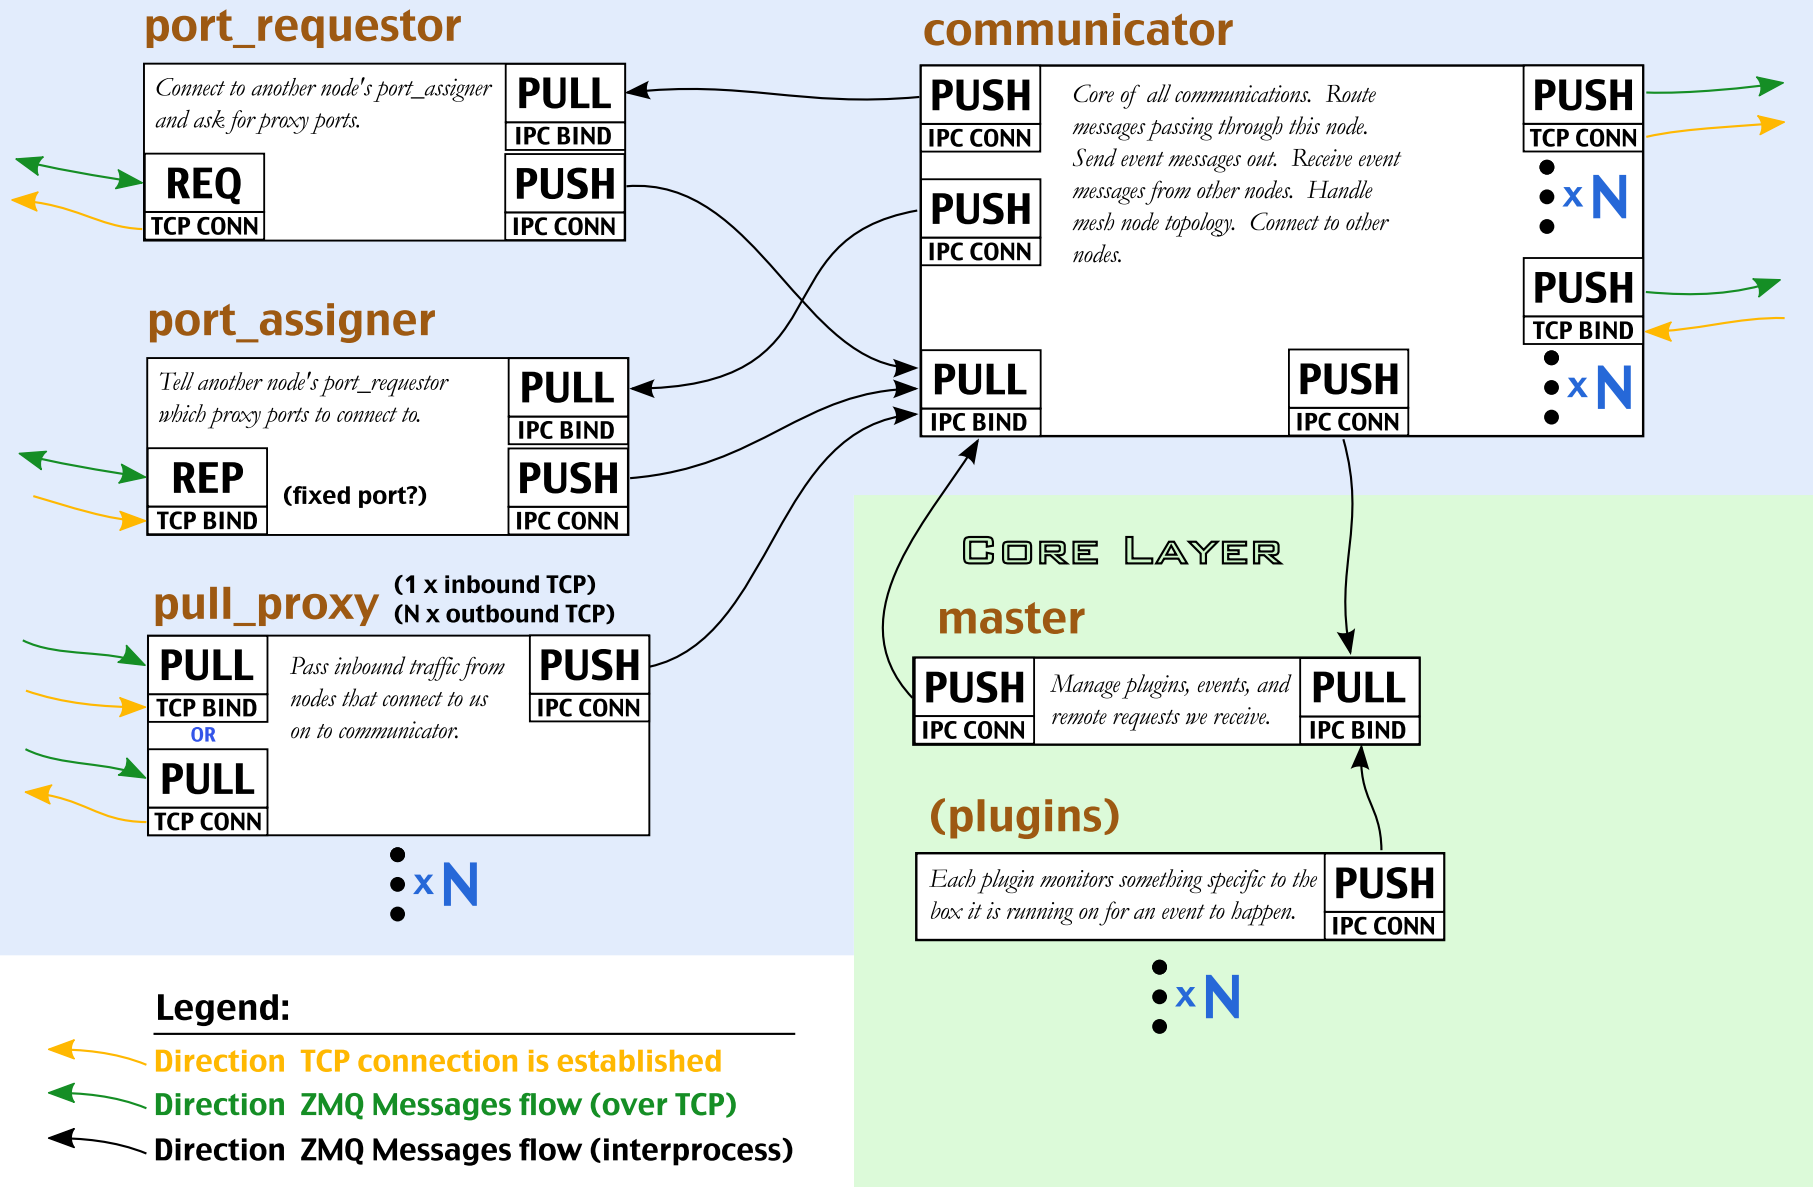 port_requestor
Connect to another node's port_assigner
and ask for proxy ports.
PULL
IPC BIND
REQ
TCP CONN
PUSH
IPC CONN
communicator
PUSH
IPC CONN
PUSH
IPC CONN
Core of all communications. Route
messages passing through this node.
Send event messages out. Receive event
messages from other nodes. Handle
mesh node topology. Connect to other
nodes.
PUSH
TCP CONN
x N
PUSH
TCP BIND
x N
PULL
IPC BIND
PUSH
IPC CONN
port_assigner
Tell another node's port_requestor
which proxy ports to connect to.
PULL
IPC BIND
REP
TCP BIND
(fixed port?)
PUSH
IPC CONN
pull_proxy
(1 x inbound TCP)
(N x outbound TCP)
PULL
TCP BIND
OR
PULL
TCP CONN
Pass inbound traffic from
nodes that connect to us
on to communicator.
PUSH
IPC CONN
x N
Core Layer
master
PUSH
IPC CONN
Manage plugins, events, and
remote requests we receive.
PULL
IPC BIND
(plugins)
Each plugin monitors something specific to the
box it is running on for an event to happen.
PUSH
IPC CONN
x N
Legend:
Direction TCP connection is established
Direction ZMQ Messages flow (over TCP)
Direction ZMQ Messages flow (interprocess)